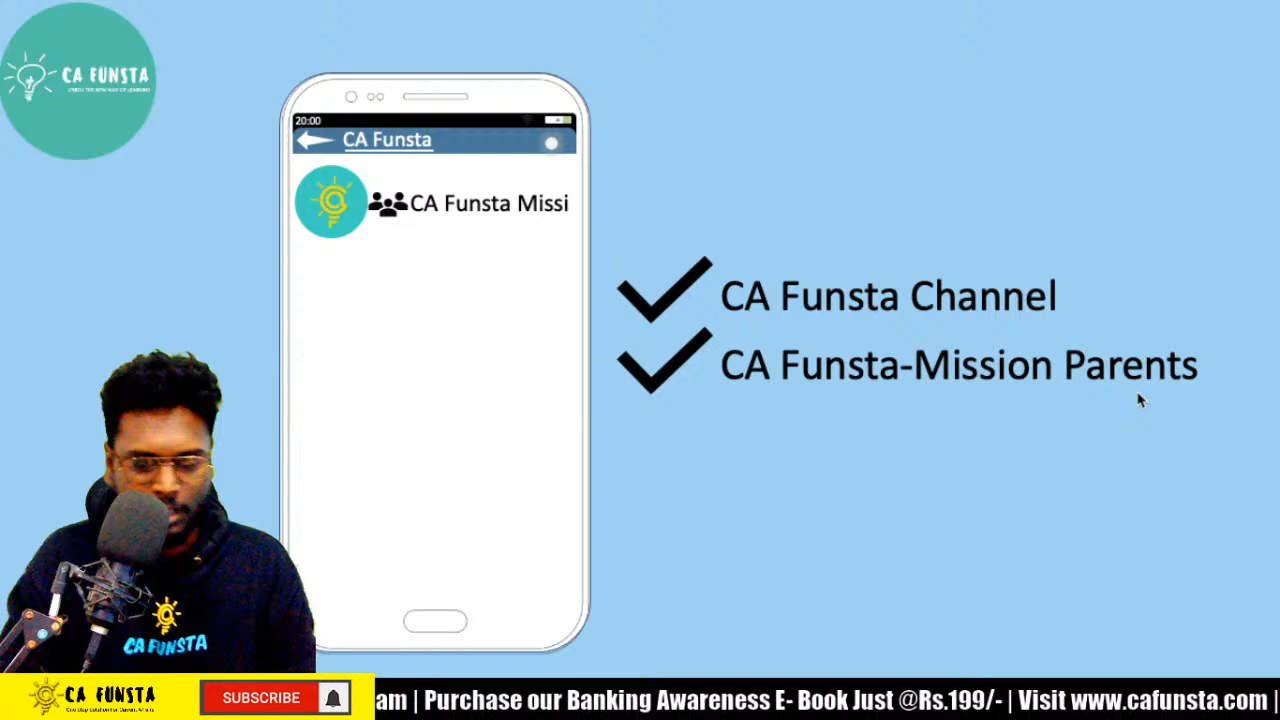 CA FUNSTA
20:00
CA Funsta
CA Funsta Missi
CA Funsta Channel
CA Funsta-Mission Parents
CA FUNSTA
CA FUNSTA
SUBSCRIBE
am | Purchase our Banking Awareness E- Book Just @Rs.199/- | Visit www.cafunsta.com |